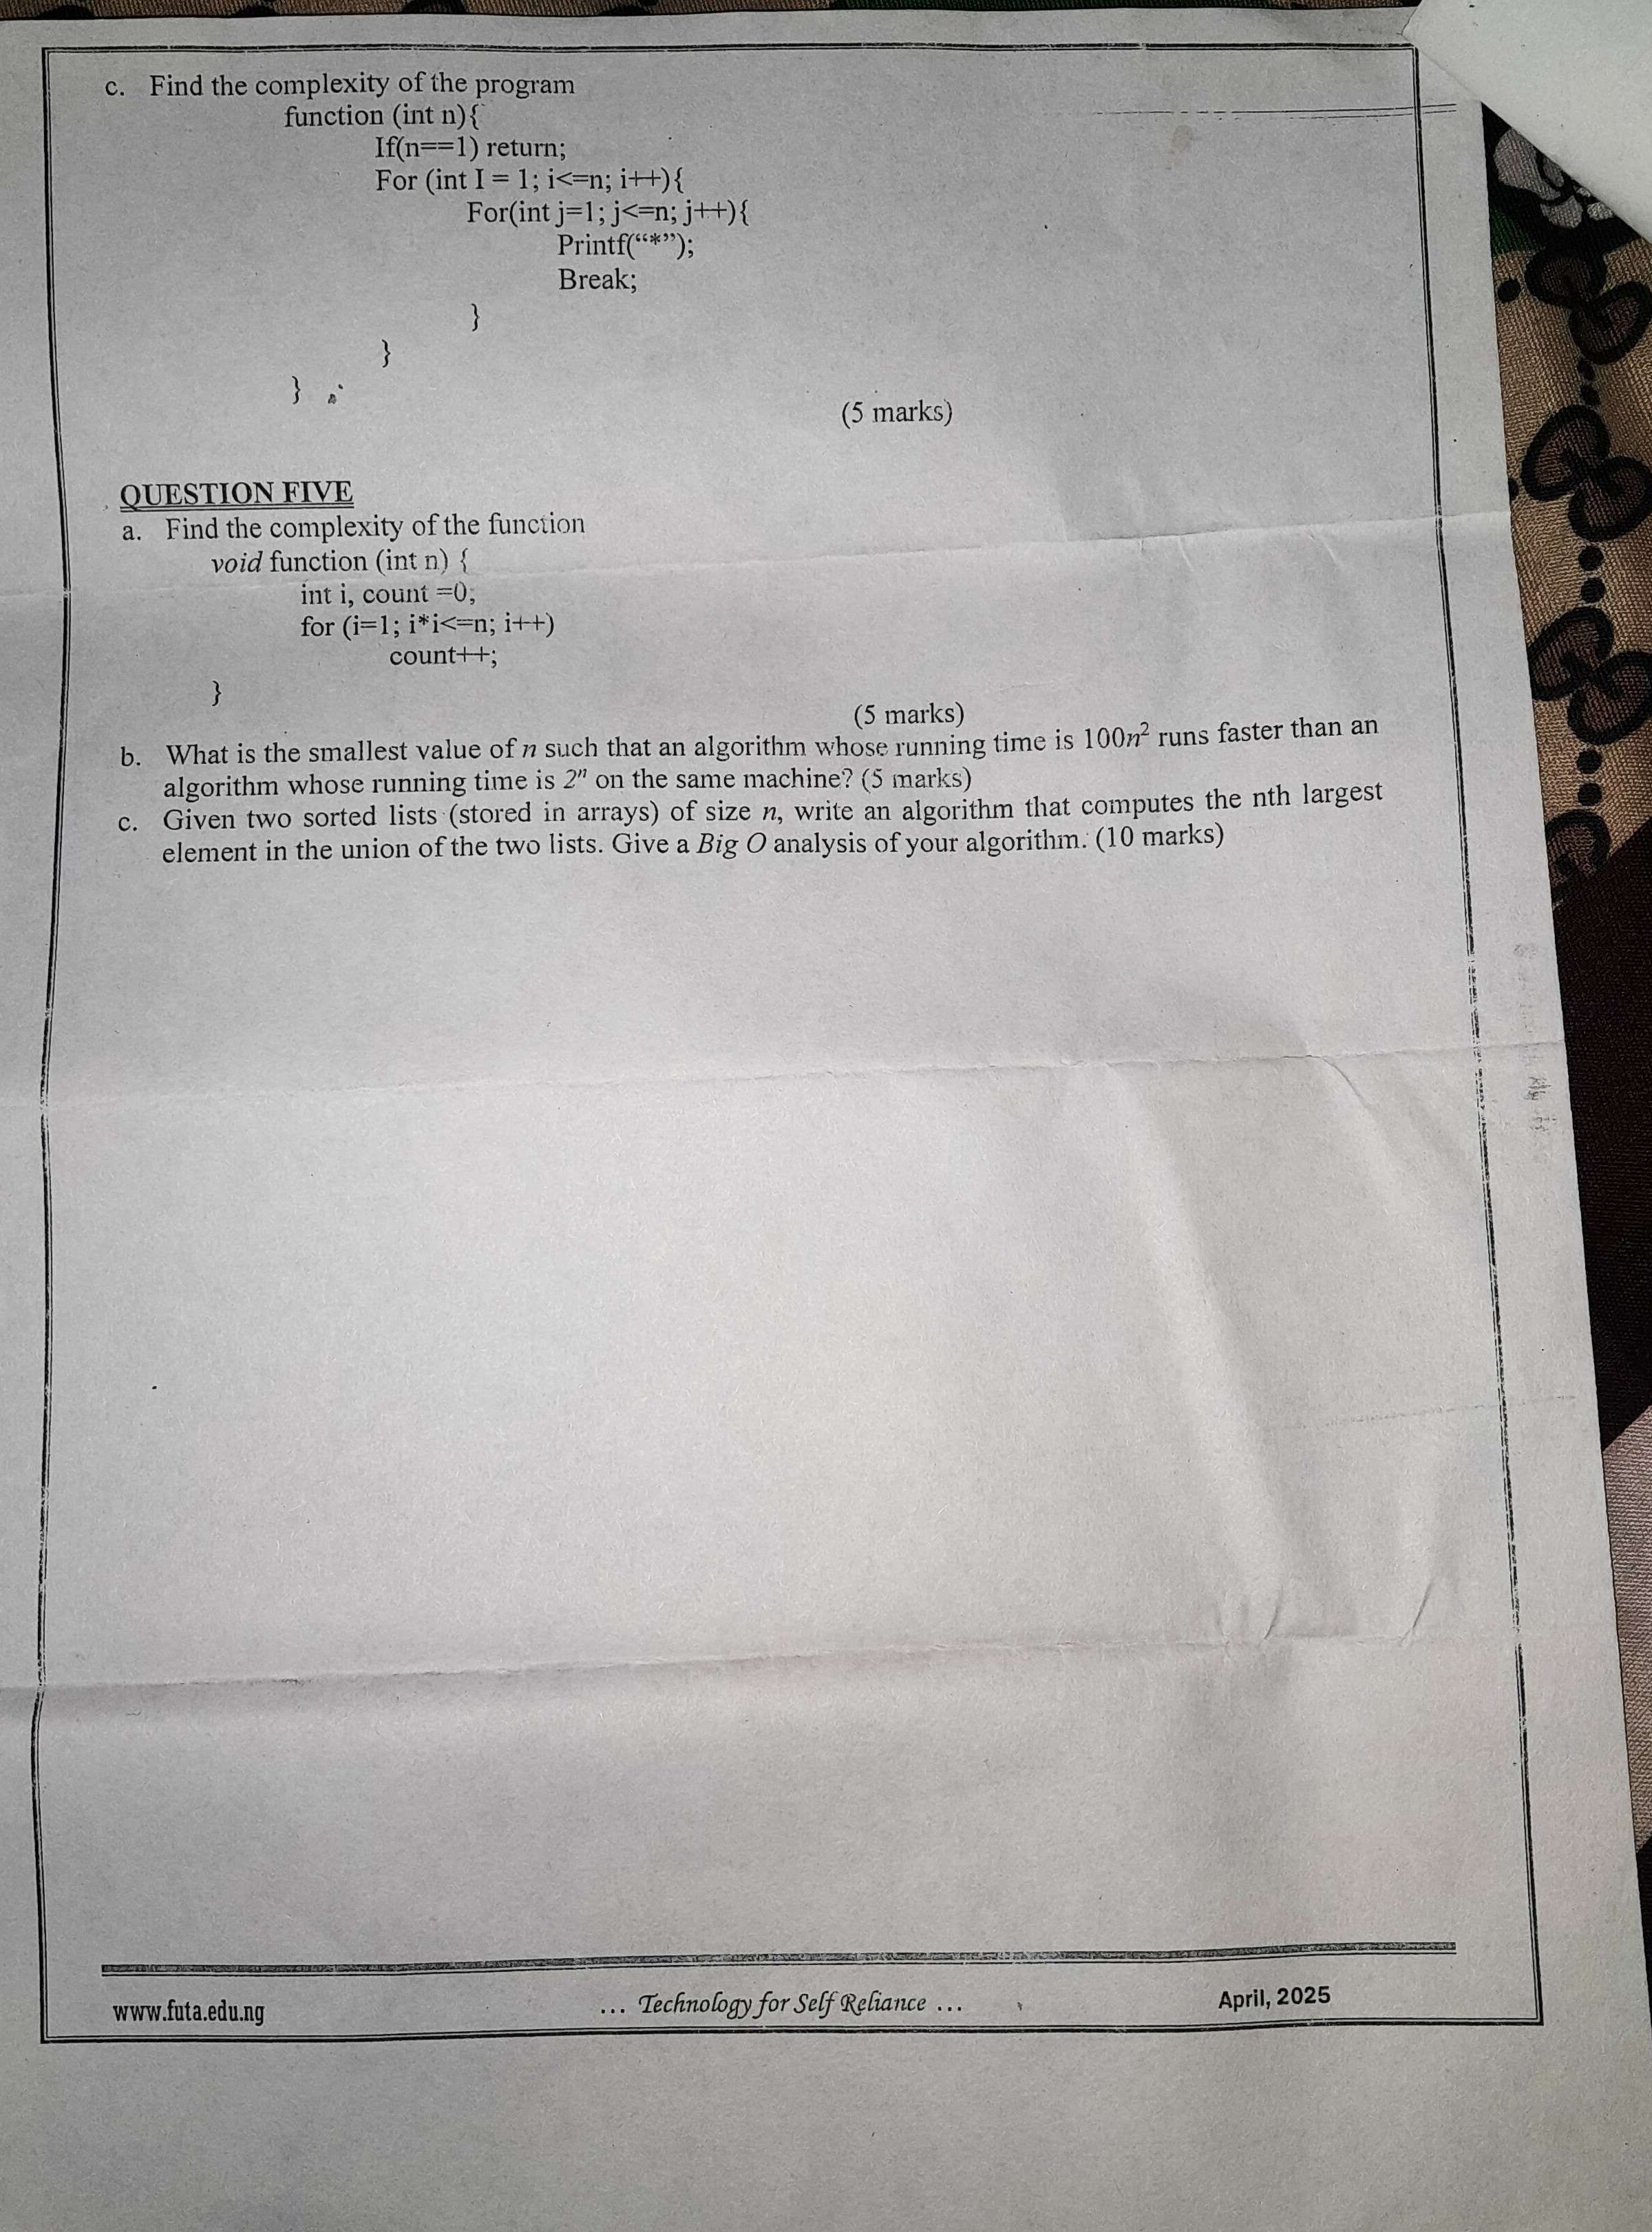 c. Find the complexity of the program
function (int n){
If(n==1) return;
For (int I = 1; i<=n; i++){
For(int j=1; j<=n; j++){
Printf(“*”);
Break;
}
}
}
(5 marks)
QUESTION FIVE
a. Find the complexity of the function
void function (int n) {
int i, count =0;
for (i=1; i*i<=n; i++)
count++;
}
(5 marks)
b. What is the smallest value of n such that an algorithm whose running time is 100n² runs faster than an
algorithm whose running time is 2ⁿ on the same machine? (5 marks)
c. Given two sorted lists (stored in arrays) of size n, write an algorithm that computes the nth largest
element in the union of the two lists. Give a Big O analysis of your algorithm. (10 marks)
www.futa.edu.ng ... Technology for Self Reliance ... April, 2025